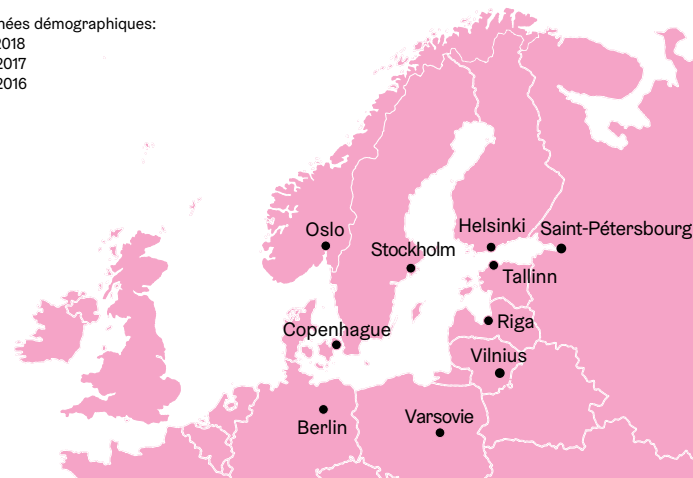 nées démographiques:
2018
2017
2016
Oslo
Helsinki
Saint-Pétersbourg
Stockholm
Tallinn
Riga
Copenhague
Vilnius
Varsovie
Berlin